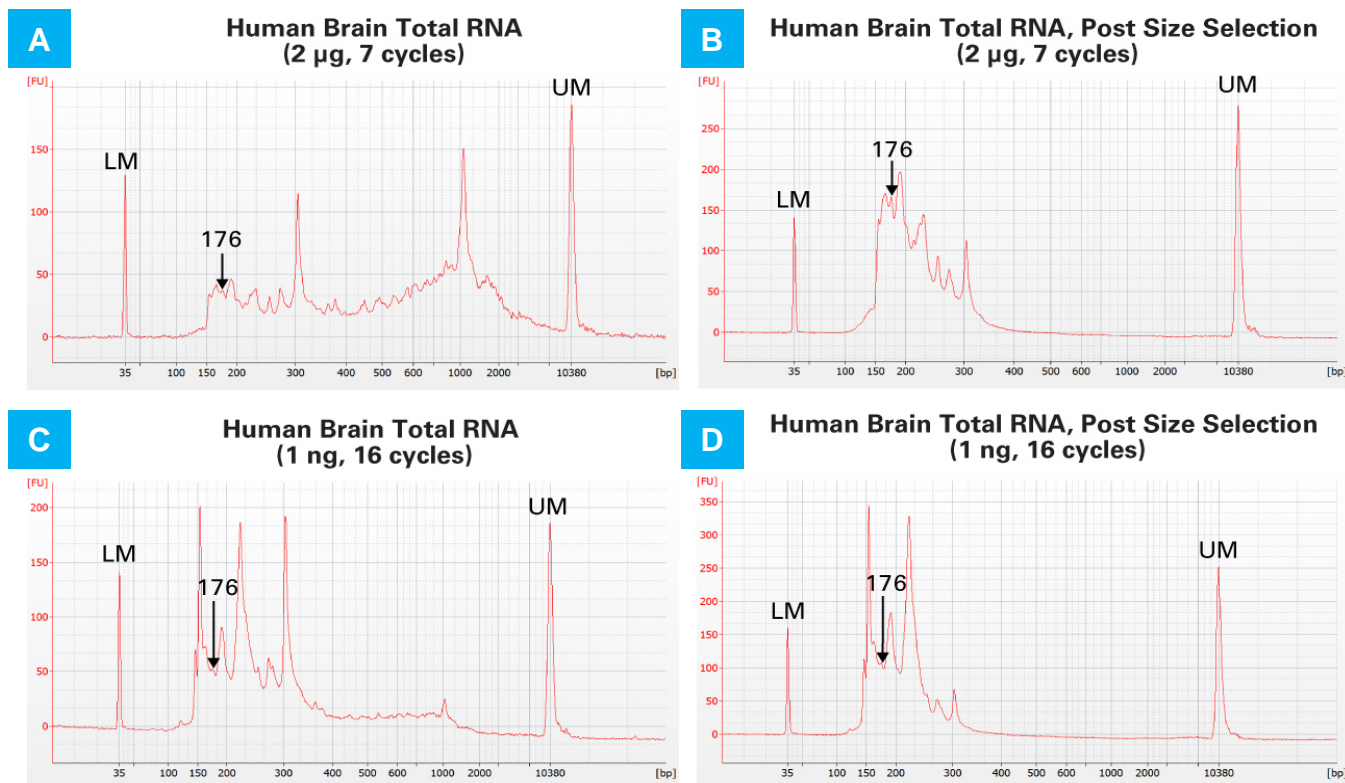 A
Human Brain Total RNA
(2 µg, 7 cycles)
[FU]
150
100
50
0
LM
176
UM
35 100 150 200 300 400 500 600 1000 2000 10380 [bp]
B
Human Brain Total RNA, Post Size Selection
(2 µg, 7 cycles)
[FU]
250
200
150
100
50
0
LM
176
UM
35 100 150 200 300 400 500 600 1000 2000 10380 [bp]
C
Human Brain Total RNA
(1 ng, 16 cycles)
[FU]
200
150
100
50
0
LM
176
UM
35 100 150 200 300 400 500 600 1000 2000 10380 [bp]
D
Human Brain Total RNA, Post Size Selection
(1 ng, 16 cycles)
[FU]
350
300
250
200
150
100
50
0
LM
176
UM
35 100 150 200 300 400 500 600 1000 2000 10380 [bp]